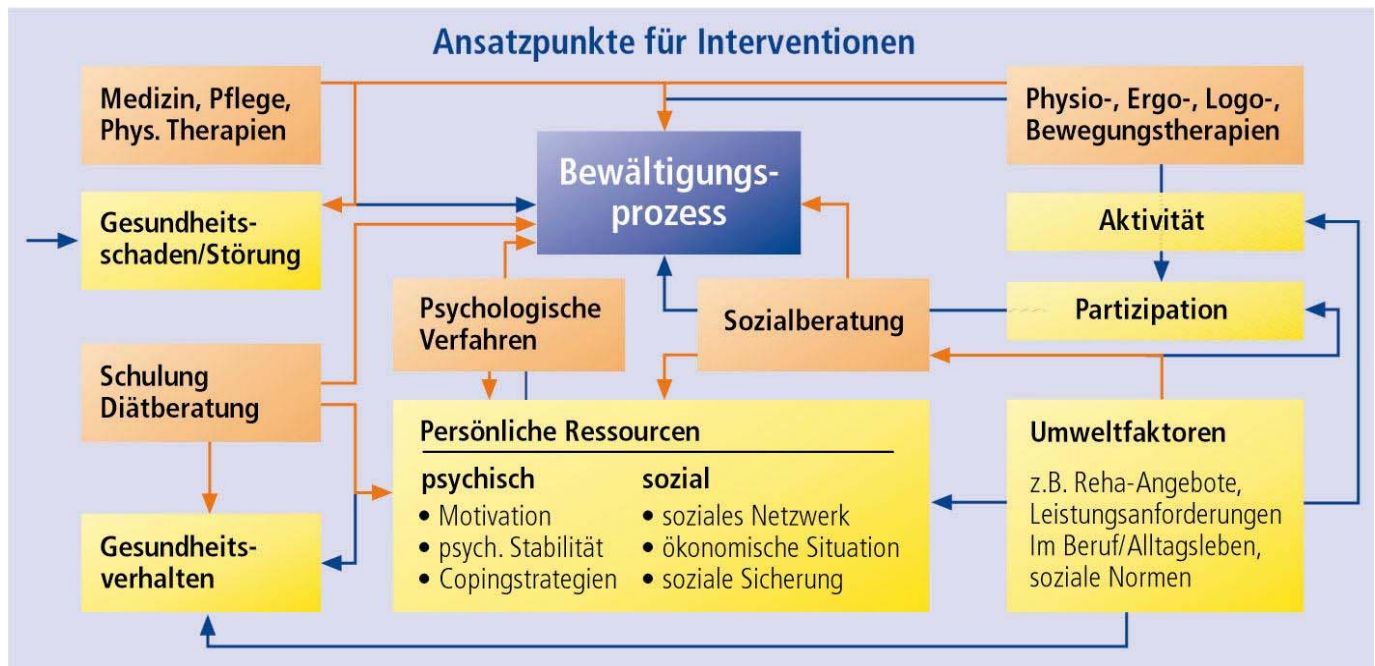 Ansatzpunkte für Interventionen
Medizin, Pflege,
Phys. Therapien
Physio-, Ergo-, Logo-,
Bewegungstherapien
Bewältigungs-
prozess
Gesundheits-
schaden/Störung
Aktivität
Psychologische
Verfahren
Sozialberatung
Partizipation
Schulung
Diätberatung
Persönliche Ressourcen
psychisch
• Motivation
• psych. Stabilität
• Copingstrategien
sozial
• soziales Netzwerk
• ökonomische Situation
• soziale Sicherung
Umweltfaktoren
z.B. Reha-Angebote,
Leistungsanforderungen
Im Beruf/Alltagsleben,
soziale Normen
Gesundheits-
verhalten